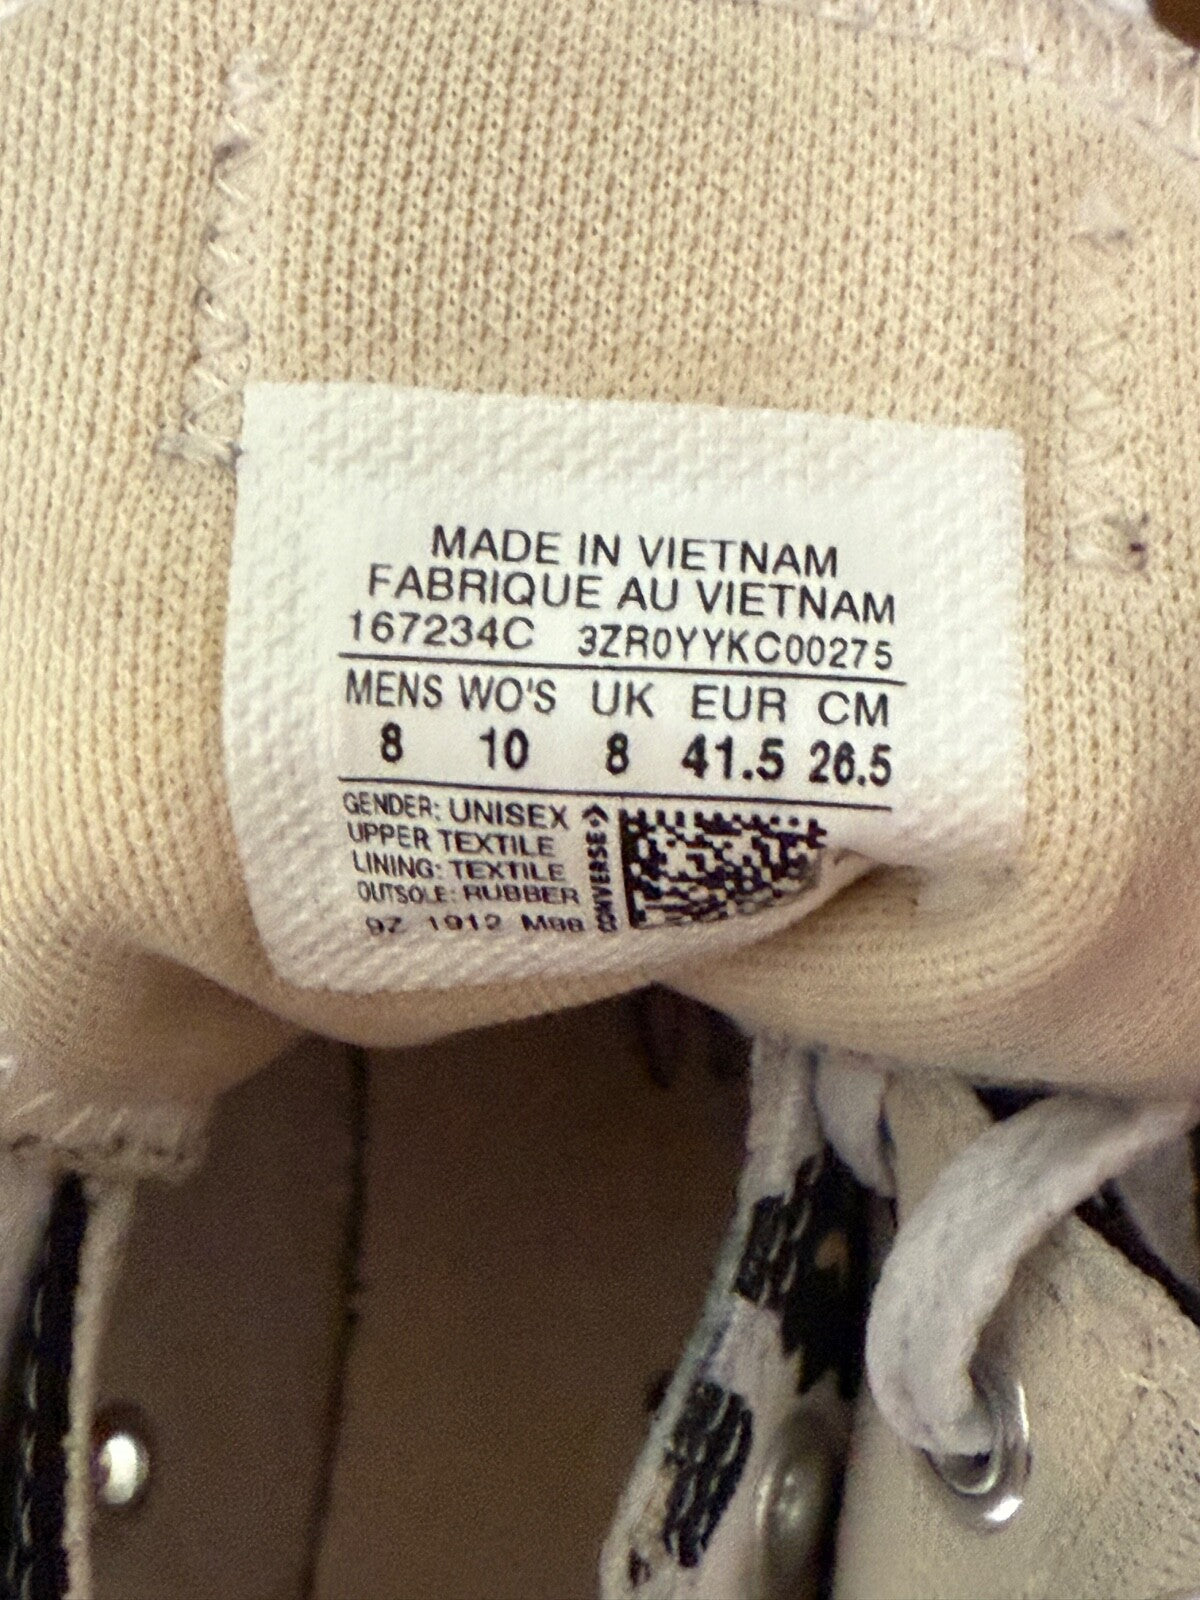 MADE IN VIETNAM
FABRIQUE AU VIETNAM
167234C 3ZR0YYKC00275
MENS WO'S UK EUR CM
8 10 8 41.5 26.5
GENDER: UNISEX
UPPER TEXTILE
LINING: TEXTILE
OUTSOLE: RUBBER
9Z 1912
CONVERSE